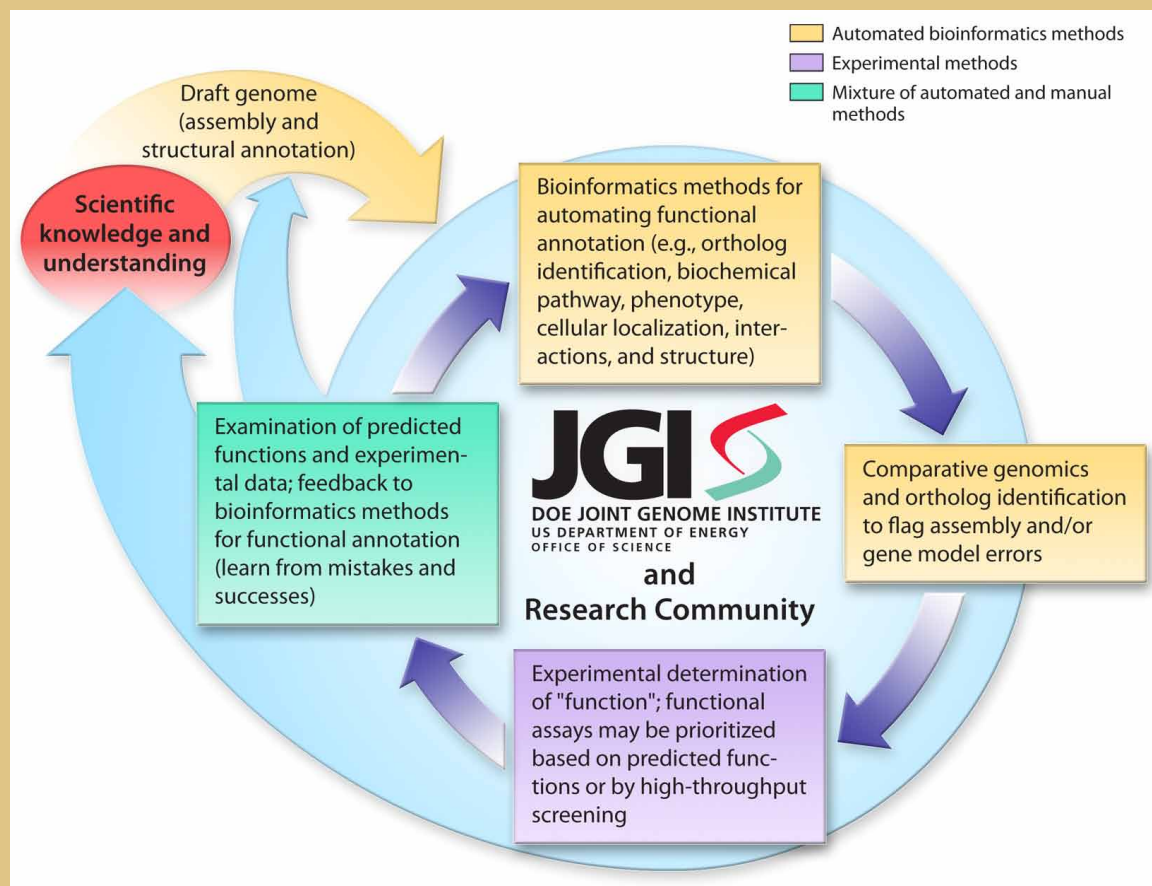 Automated bioinformatics methods
Experimental methods
Mixture of automated and manual
methods
Draft genome
(assembly and
structural annotation)
Scientific
knowledge and
understanding
Bioinformatics methods for
automating functional
annotation (e.g., ortholog
identification, biochemical
pathway, phenotype,
cellular localization, inter-
actions, and structure)
Comparative genomics
and ortholog identification
to flag assembly and/or
gene model errors
Experimental determination
of "function"; functional
assays may be prioritized
based on predicted func-
tions or by high-throughput
screening
Examination of predicted
functions and experimen-
tal data; feedback to
bioinformatics methods
for functional annotation
(learn from mistakes and
successes)
JGI
DOE JOINT GENOME INSTITUTE
US DEPARTMENT OF ENERGY
OFFICE OF SCIENCE
and
Research Community